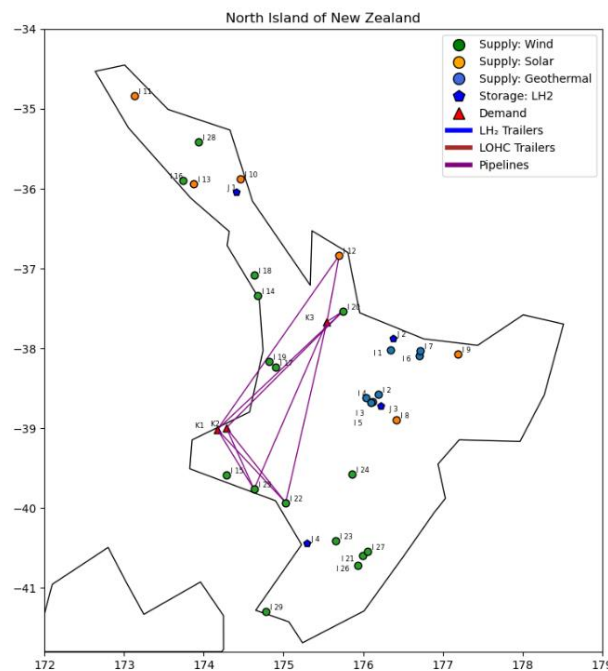 North Island of New Zealand
Supply: Wind
Supply: Solar
Supply: Geothermal
Storage: LH2
Demand
LH₂ Trailers
LOHC Trailers
Pipelines
−34
−35
−36
−37
−38
−39
−40
−41
I 11
I 28
I 16
I 13
I 10
J 1
I 12
I 18
I 14
K3
I 20
J 2
I 19
I 17
I 1
I 7
I 6
I 9
I 4
I 2
I 3
J 3
I 5
I 8
K1
K2
I 15
I 25
I 24
I 22
J 4
I 23
I 27
I 21
I 26
I 29
172
173
174
175
176
177
178
179